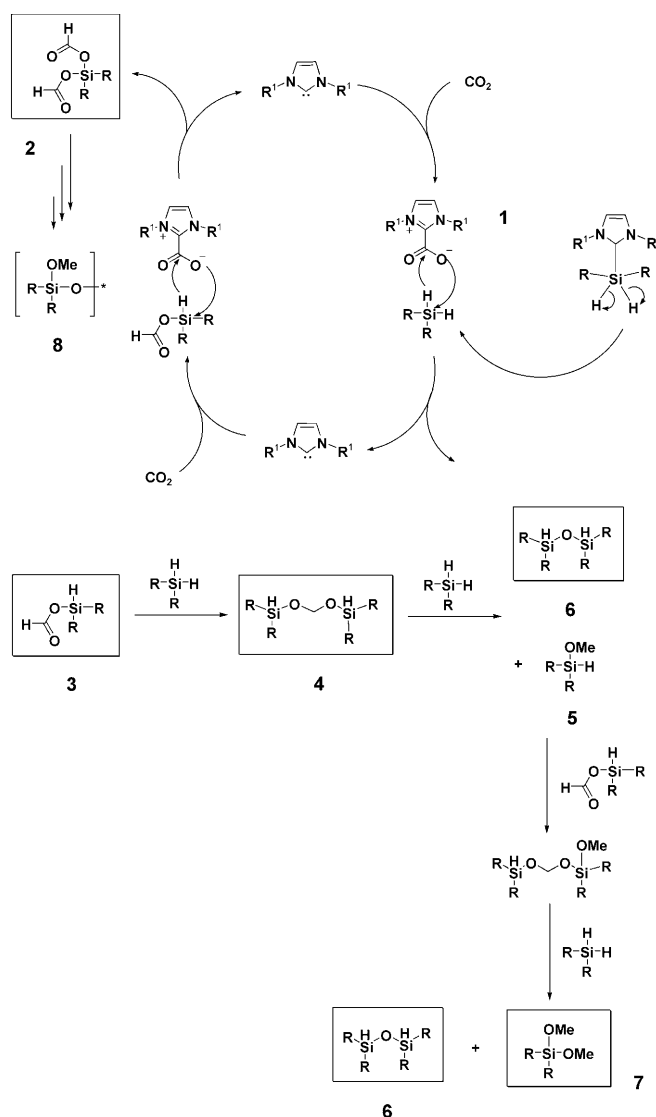 H
O O
H O Si R
O R
2
R¹ N N R¹
CO₂
R¹ N + N R¹
O O⁻
H
O Si R
H R
O
R¹ N + N R¹
O O⁻
H
R Si H
R
1
R¹ N N R
R Si R
H H
OMe
R Si O *
R
8
R¹ N N R¹
CO₂
H
O Si R
H R
O
3
H
R Si H
R
R H Si O O H Si R
R R
4
H
R Si H
R
R H Si O H Si R
R R
6
+
OMe
R Si H
R
5
H
O Si R
H R
O
OMe
R H Si O O Si R
R R
H
R Si H
R
R H Si O H Si R
R R
6
+
OMe
R Si OMe
R
7